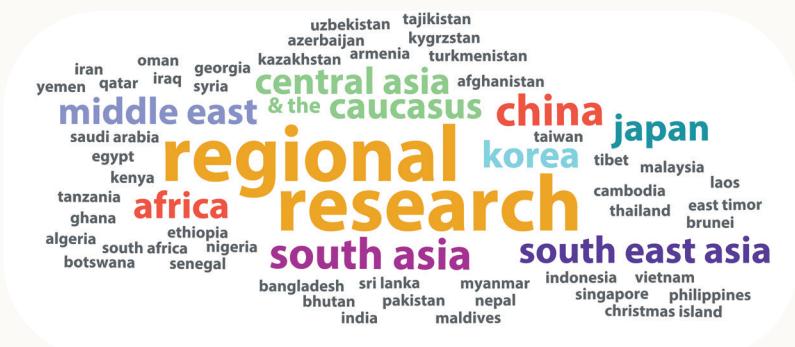 uzbekistan tajikistan
azerbaijan kygrzstan
kazakhstan armenia turkmenistan
iran oman georgia
yemen qatar iraq syria
central asia afghanistan
& the caucasus
middle east
china
japan
taiwan
korea
saudi arabia
egypt
kenya
regional
research
tibet malaysia
cambodia laos
thailand east timor
brunei
tanzania
africa
ghana
ethiopia
algeria south africa nigeria
botswana senegal
south asia
south east asia
bangladesh sri lanka myanmar
bhutan pakistan nepal
india maldives
indonesia vietnam
singapore philippines
christmas island